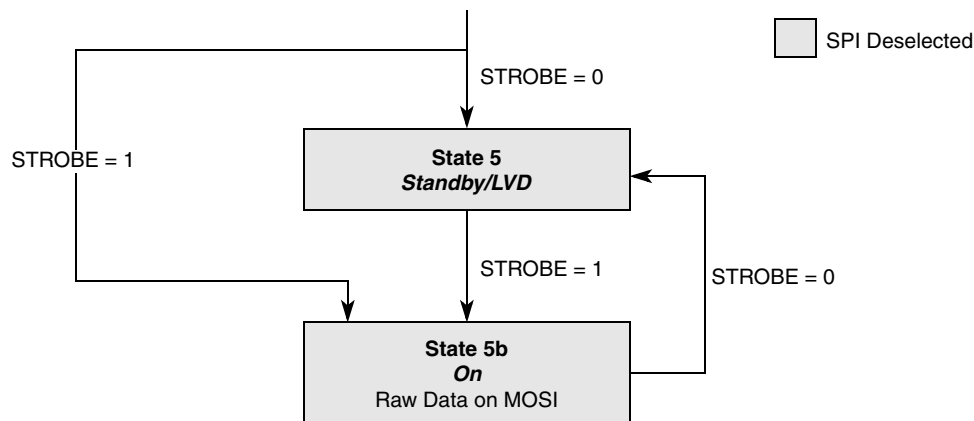 SPI Deselected
STROBE = 0
State 5
Standby/LVD
STROBE = 1
STROBE = 1
STROBE = 0
State 5b
On
Raw Data on MOSI